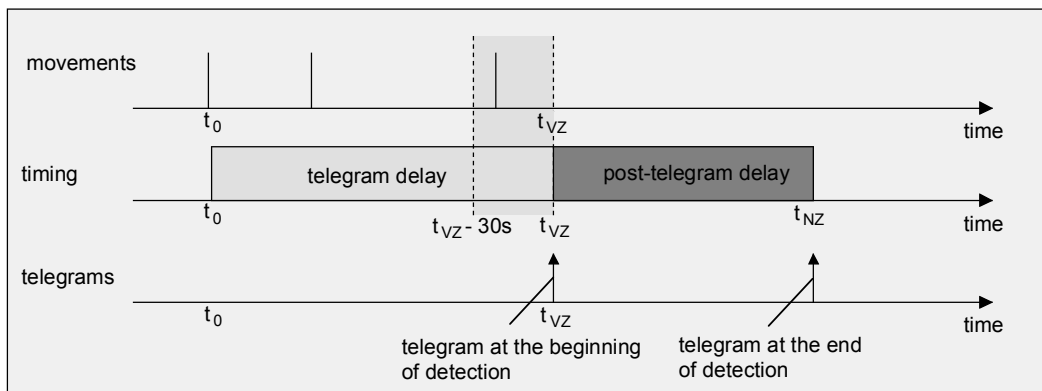 movements
t0 tVZ
time
timing
telegram delay post-telegram delay
t0 tVZ - 30s tVZ tNZ
time
telegrams
t0 tVZ
time
telegram at the beginning
of detection
telegram at the end
of detection